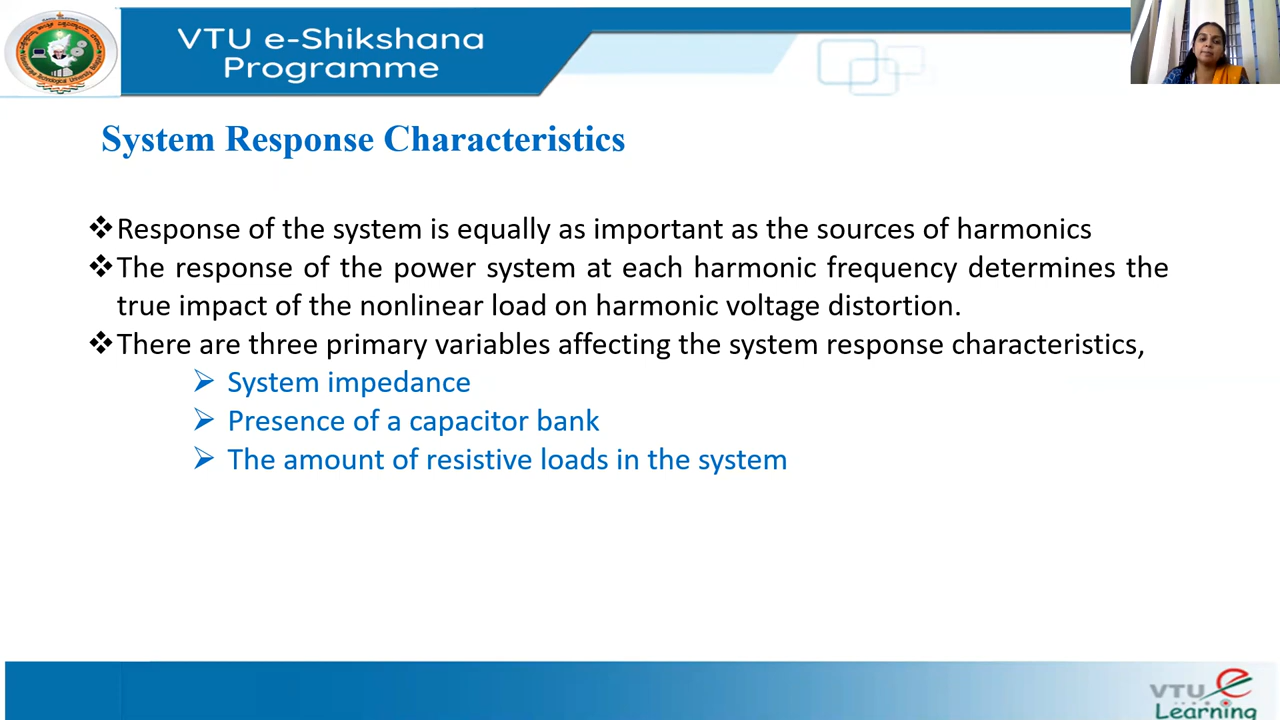 VTU e-Shikshana
Programme
System Response Characteristics
❖Response of the system is equally as important as the sources of harmonics
❖The response of the power system at each harmonic frequency determines the
true impact of the nonlinear load on harmonic voltage distortion.
❖There are three primary variables affecting the system response characteristics,
➢ System impedance
➢ Presence of a capacitor bank
➢ The amount of resistive loads in the system
VTU e
Learning